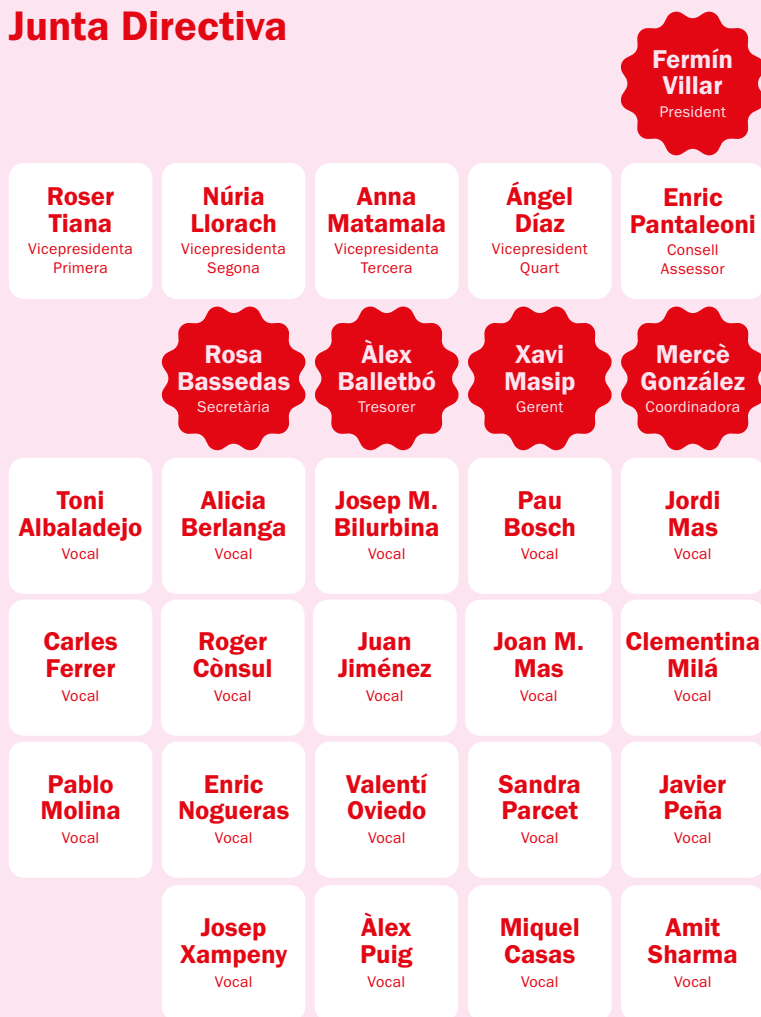 Junta Directiva
Fermín
Villar
President
Roser
Tiana
Vicepresidenta
Primera
Núria
Llorach
Vicepresidenta
Segona
Anna
Matamala
Vicepresidenta
Tercera
Ángel
Díaz
Vicepresident
Quart
Enric
Pantaleoni
Consell
Assessor
Rosa
Bassedas
Secretària
Àlex
Balletbó
Tresorer
Xavi
Masip
Gerent
Mercè
González
Coordinadora
Toni
Albaladejo
Vocal
Alicia
Berlanga
Vocal
Josep M.
Bilurbina
Vocal
Pau
Bosch
Vocal
Jordi
Mas
Vocal
Carles
Ferrer
Vocal
Roger
Cònsul
Vocal
Juan
Jiménez
Vocal
Joan M.
Mas
Vocal
Clementina
Milá
Vocal
Pablo
Molina
Vocal
Enric
Nogueras
Vocal
Valentí
Oviedo
Vocal
Sandra
Parcet
Vocal
Javier
Peña
Vocal
Josep
Xampeny
Vocal
Àlex
Puig
Vocal
Miquel
Casas
Vocal
Amit
Sharma
Vocal